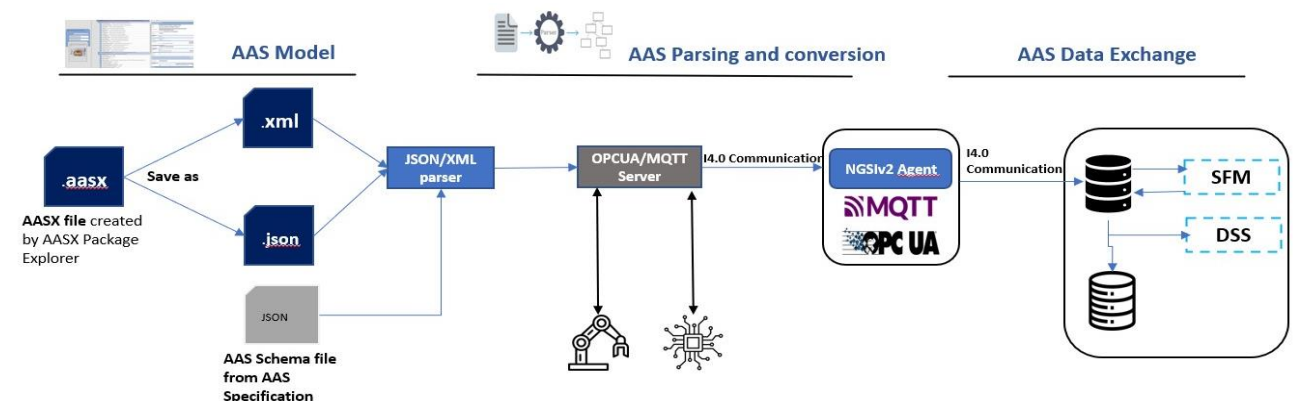 AAS Model
AAS Parsing and conversion
AAS Data Exchange
Parser
.aasx
Save as
.xml
.json
AASX file created
by AASX Package
Explorer
JSON
AAS Schema file
from AAS
Specification
JSON/XML
parser
OPCUA/MQTT
Server
I4.0 Communication
NGSIv2 Agent
MQTT
OPC UA
I4.0
Communication
SFM
DSS